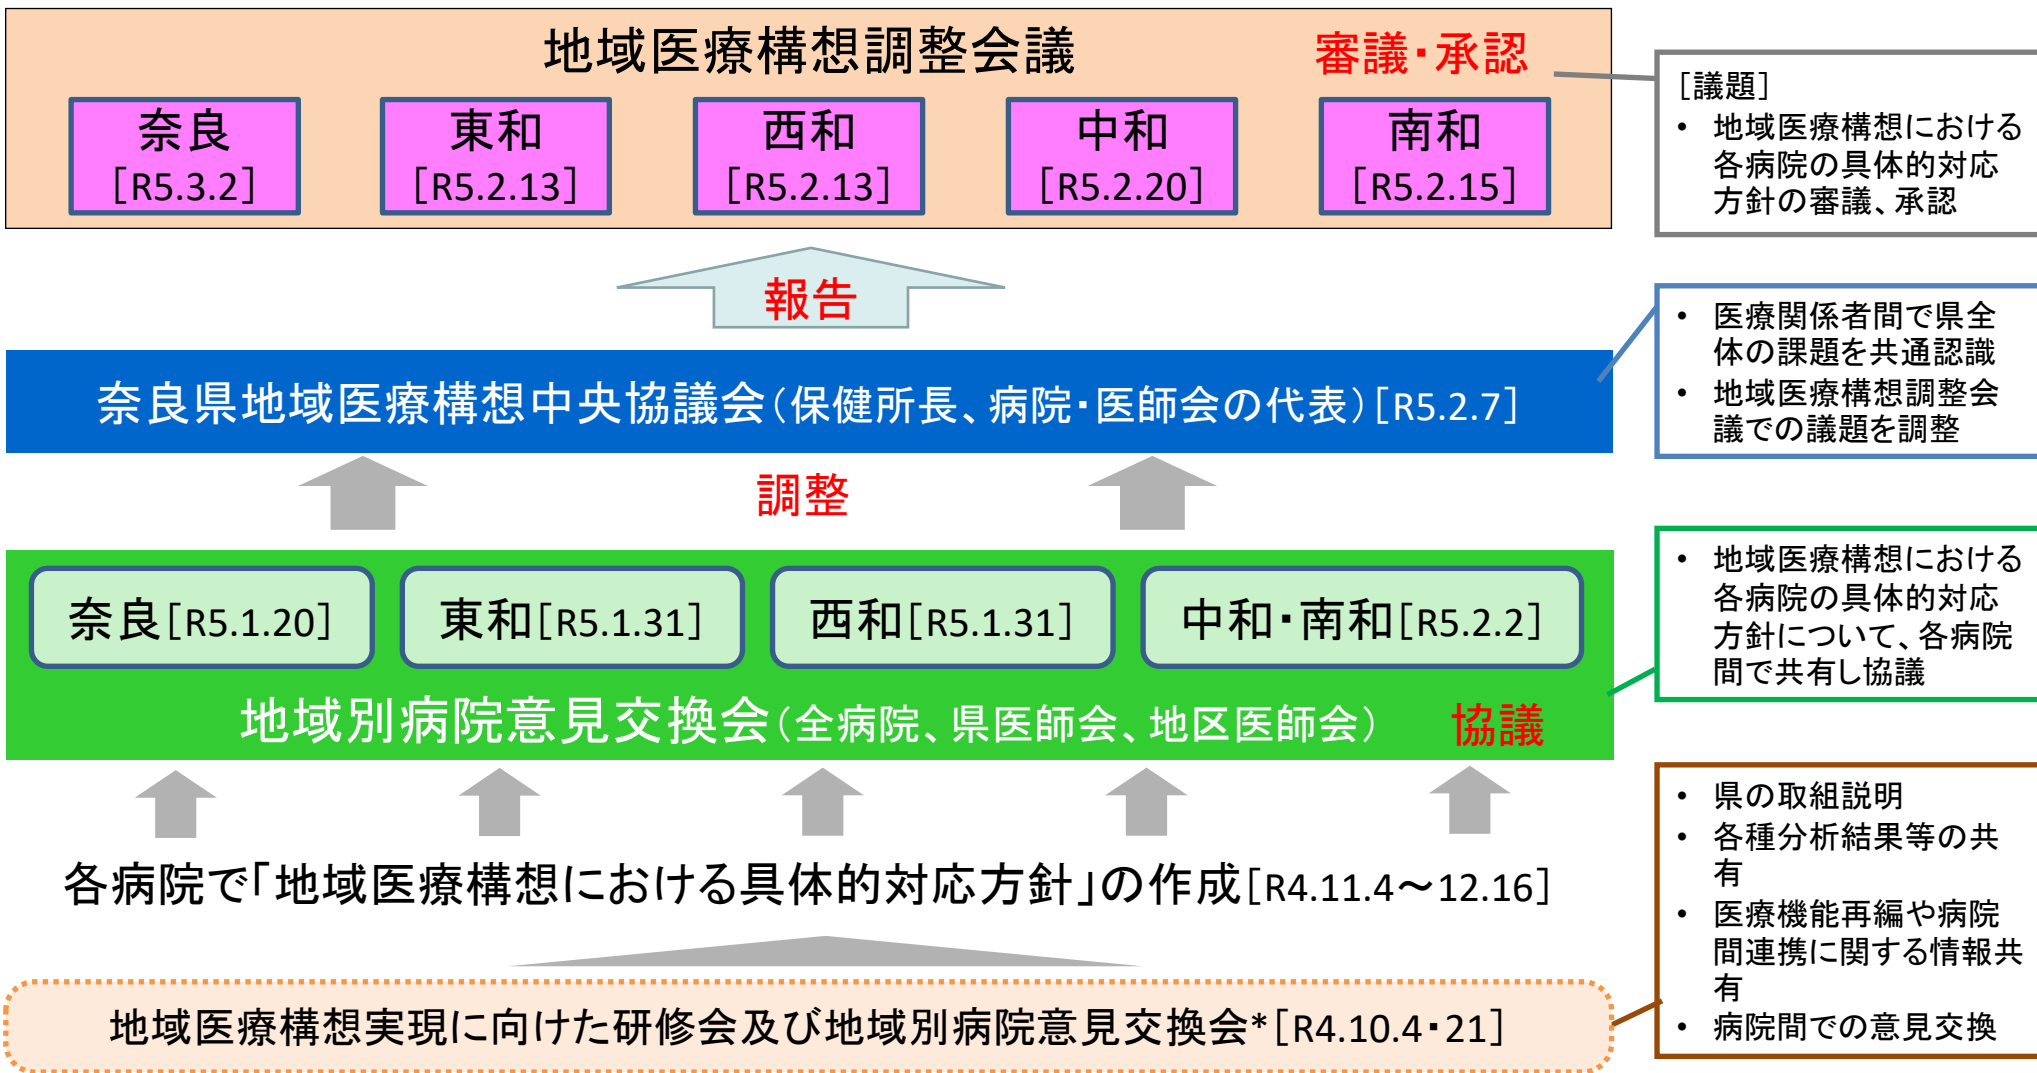 地域医療構想調整会議 審議・承認
奈良
[R5.3.2]
東和
[R5.2.13]
西和
[R5.2.13]
中和
[R5.2.20]
南和
[R5.2.15]
[議題]
• 地域医療構想における
各病院の具体的対応
方針の審議、承認
報告
奈良県地域医療構想中央協議会(保健所長、病院・医師会の代表)[R5.2.7]
• 医療関係者間で県全
体の課題を共通認識
• 地域医療構想調整会
議での議題を調整
調整
奈良[R5.1.20]
東和[R5.1.31]
西和[R5.1.31]
中和・南和[R5.2.2]
地域別病院意見交換会(全病院、県医師会、地区医師会) 協議
• 地域医療構想における
各病院の具体的対応
方針について、各病院
間で共有し協議
各病院で「地域医療構想における具体的対応方針」の作成[R4.11.4～12.16]
地域医療構想実現に向けた研修会及び地域別病院意見交換会*[R4.10.4・21]
• 県の取組説明
• 各種分析結果等の共
有
• 医療機能再編や病院
間連携に関する情報共
有
• 病院間での意見交換